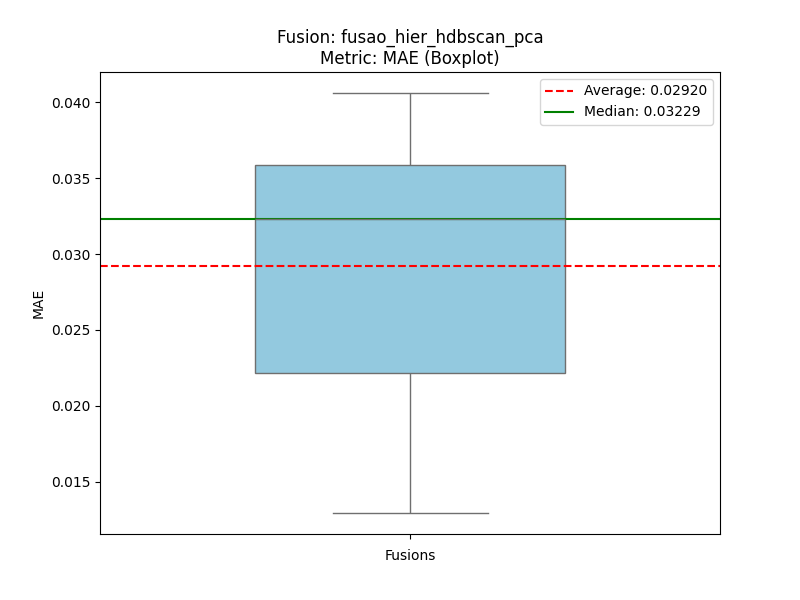 Fusion: fusao_hier_hdbscan_pca
Metric: MAE (Boxplot)
Average: 0.02920
Median: 0.03229
0.040
0.035
0.030
0.025
0.020
0.015
MAE
Fusions